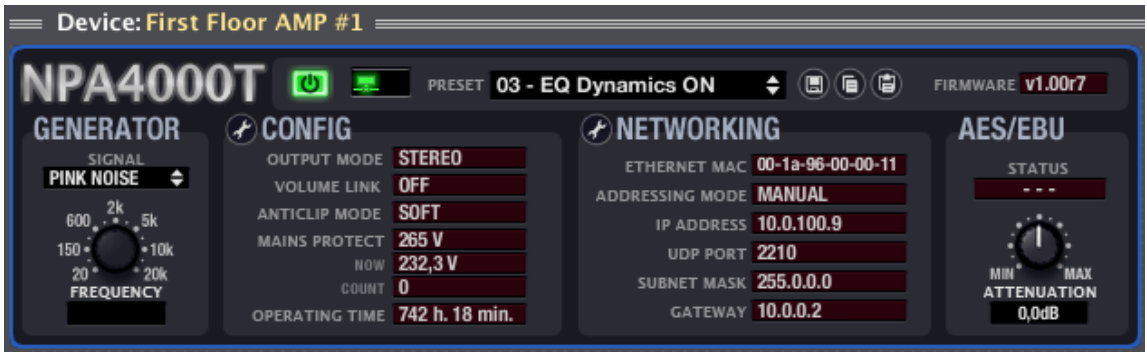 Device: First Floor AMP #1
NPA4000T PRESET 03 - EQ Dynamics ON FIRMWARE v1.00r7
GENERATOR
SIGNAL
PINK NOISE
2k
600 5k
150 10k
20 20k
FREQUENCY
CONFIG
OUTPUT MODE STEREO
VOLUME LINK OFF
ANTICLIP MODE SOFT
MAINS PROTECT 265 V
NOW 232,3 V
COUNT 0
OPERATING TIME 742 h. 18 min.
NETWORKING
ETHERNET MAC 00-1a-96-00-00-11
ADDRESSING MODE MANUAL
IP ADDRESS 10.0.100.9
UDP PORT 2210
SUBNET MASK 255.0.0.0
GATEWAY 10.0.0.2
AES/EBU
STATUS
- - -
MIN MAX
ATTENUATION
0,0dB